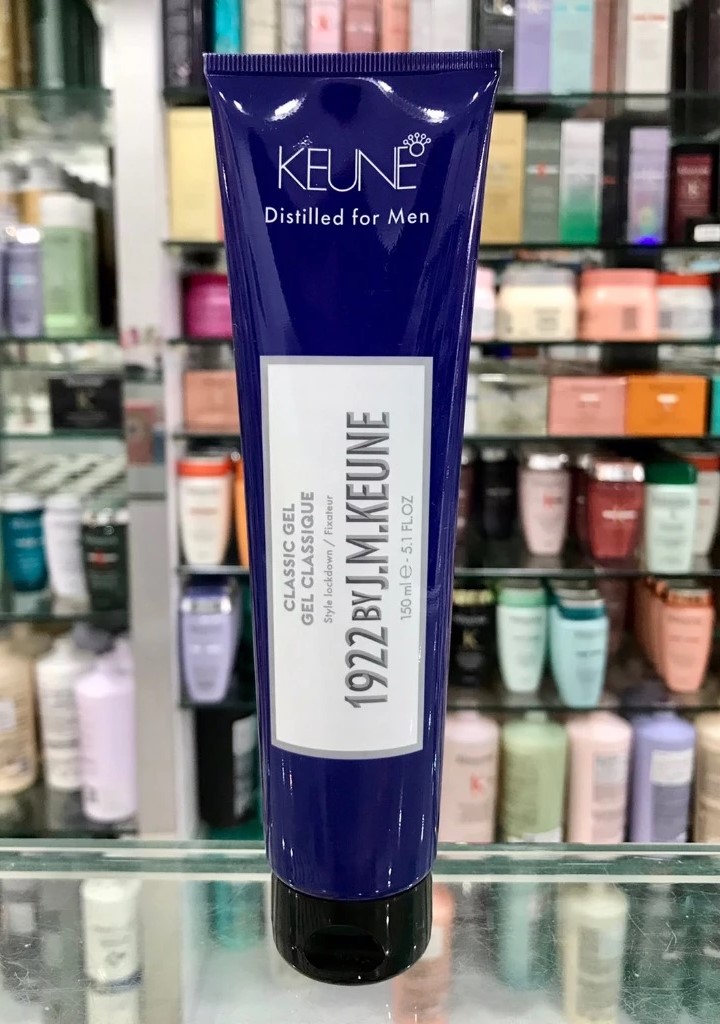 KEUNE
Distilled for Men
CLASSIC GEL
GEL CLASSIQUE
Style lockdown / Fixateur
1922 BY J.M.KEUNE
150 ml ℮ - 5.1 FL.OZ